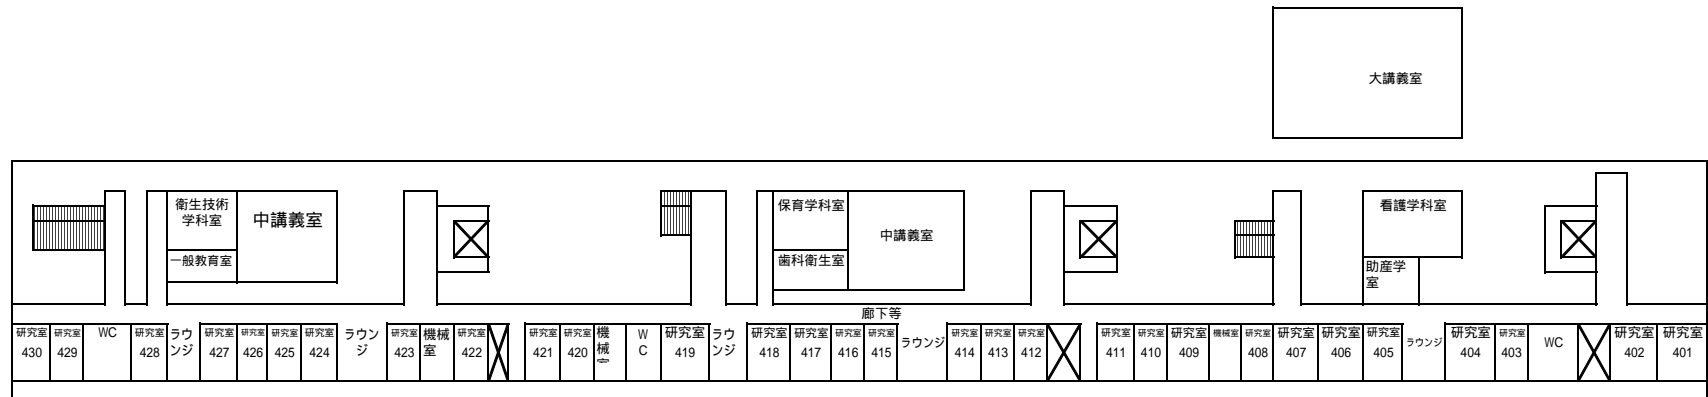 大講義室
衛生技術
学科室
中講義室
一般教育室
保育学科室
中講義室
歯科衛生室
看護学科室
助産学
室
廊下等
研究室
430
研究室
429
WC
研究室
428
ラウ
ンジ
研究室
427
研究室
426
研究室
425
研究室
424
ラウン
ジ
研究室
423
機械
室
研究室
422
研究室
421
研究室
420
機
械
室
W
C
研究室
419
ラウ
ンジ
研究室
418
研究室
417
研究室
416
研究室
415
ラウンジ
研究室
414
研究室
413
研究室
412
研究室
411
研究室
410
研究室
409
機械室
研究室
408
研究室
407
研究室
406
研究室
405
ラウンジ
研究室
404
研究室
403
WC
研究室
402
研究室
401